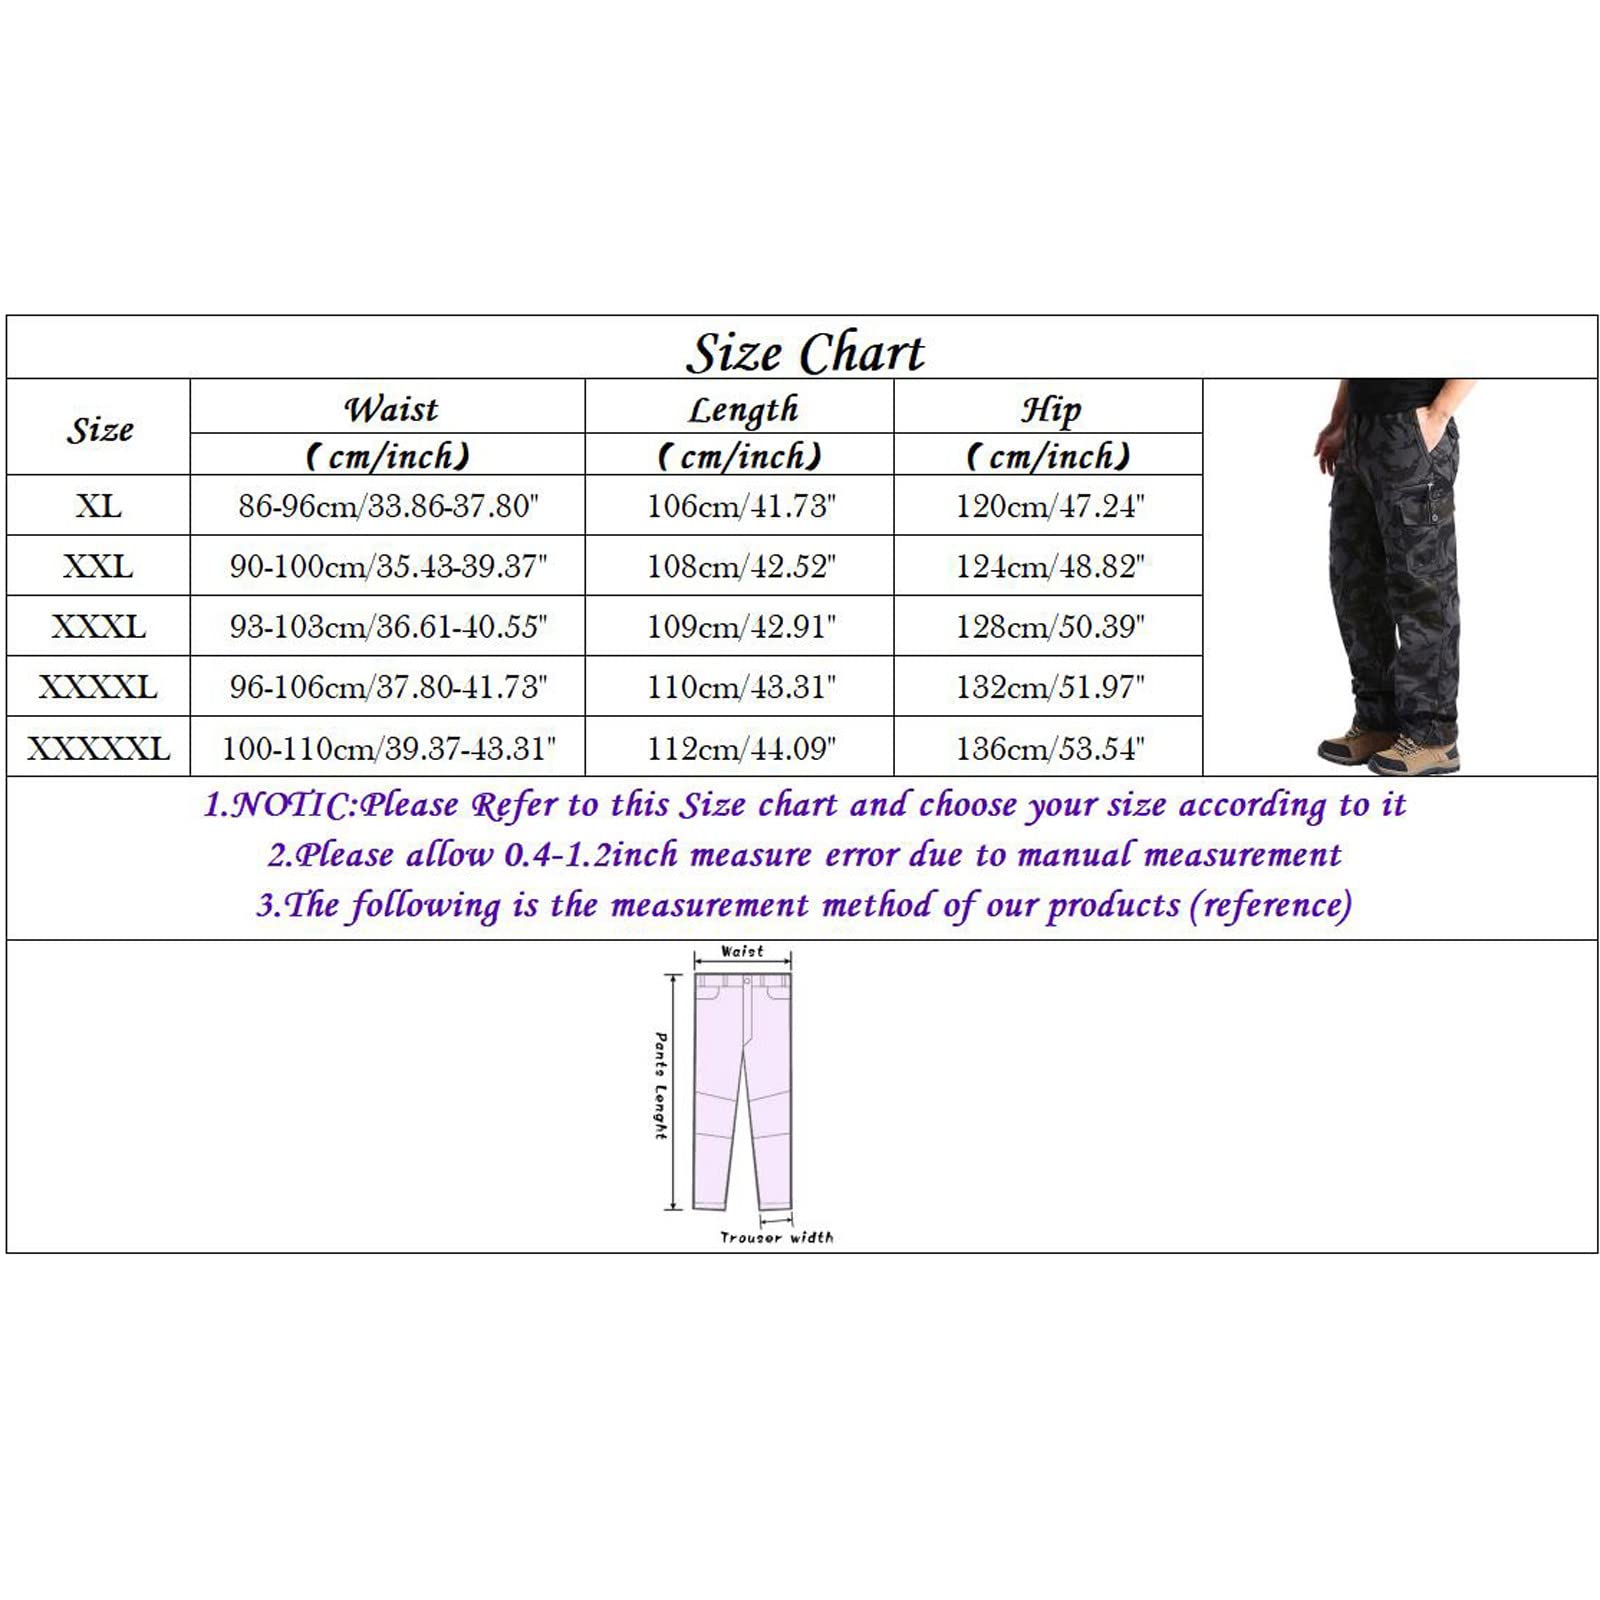 Size Chart
Size Waist Length Hip
( cm/inch) ( cm/inch) ( cm/inch)
XL 86-96cm/33.86-37.80" 106cm/41.73" 120cm/47.24"
XXL 90-100cm/35.43-39.37" 108cm/42.52" 124cm/48.82"
XXXL 93-103cm/36.61-40.55" 109cm/42.91" 128cm/50.39"
XXXXL 96-106cm/37.80-41.73" 110cm/43.31" 132cm/51.97"
XXXXXL 100-110cm/39.37-43.31" 112cm/44.09" 136cm/53.54"
1.NOTIC:Please Refer to this Size chart and choose your size according to it
2.Please allow 0.4-1.2inch measure error due to manual measurement
3.The following is the measurement method of our products (reference)
Waist
Pants Lenght
Trouser width